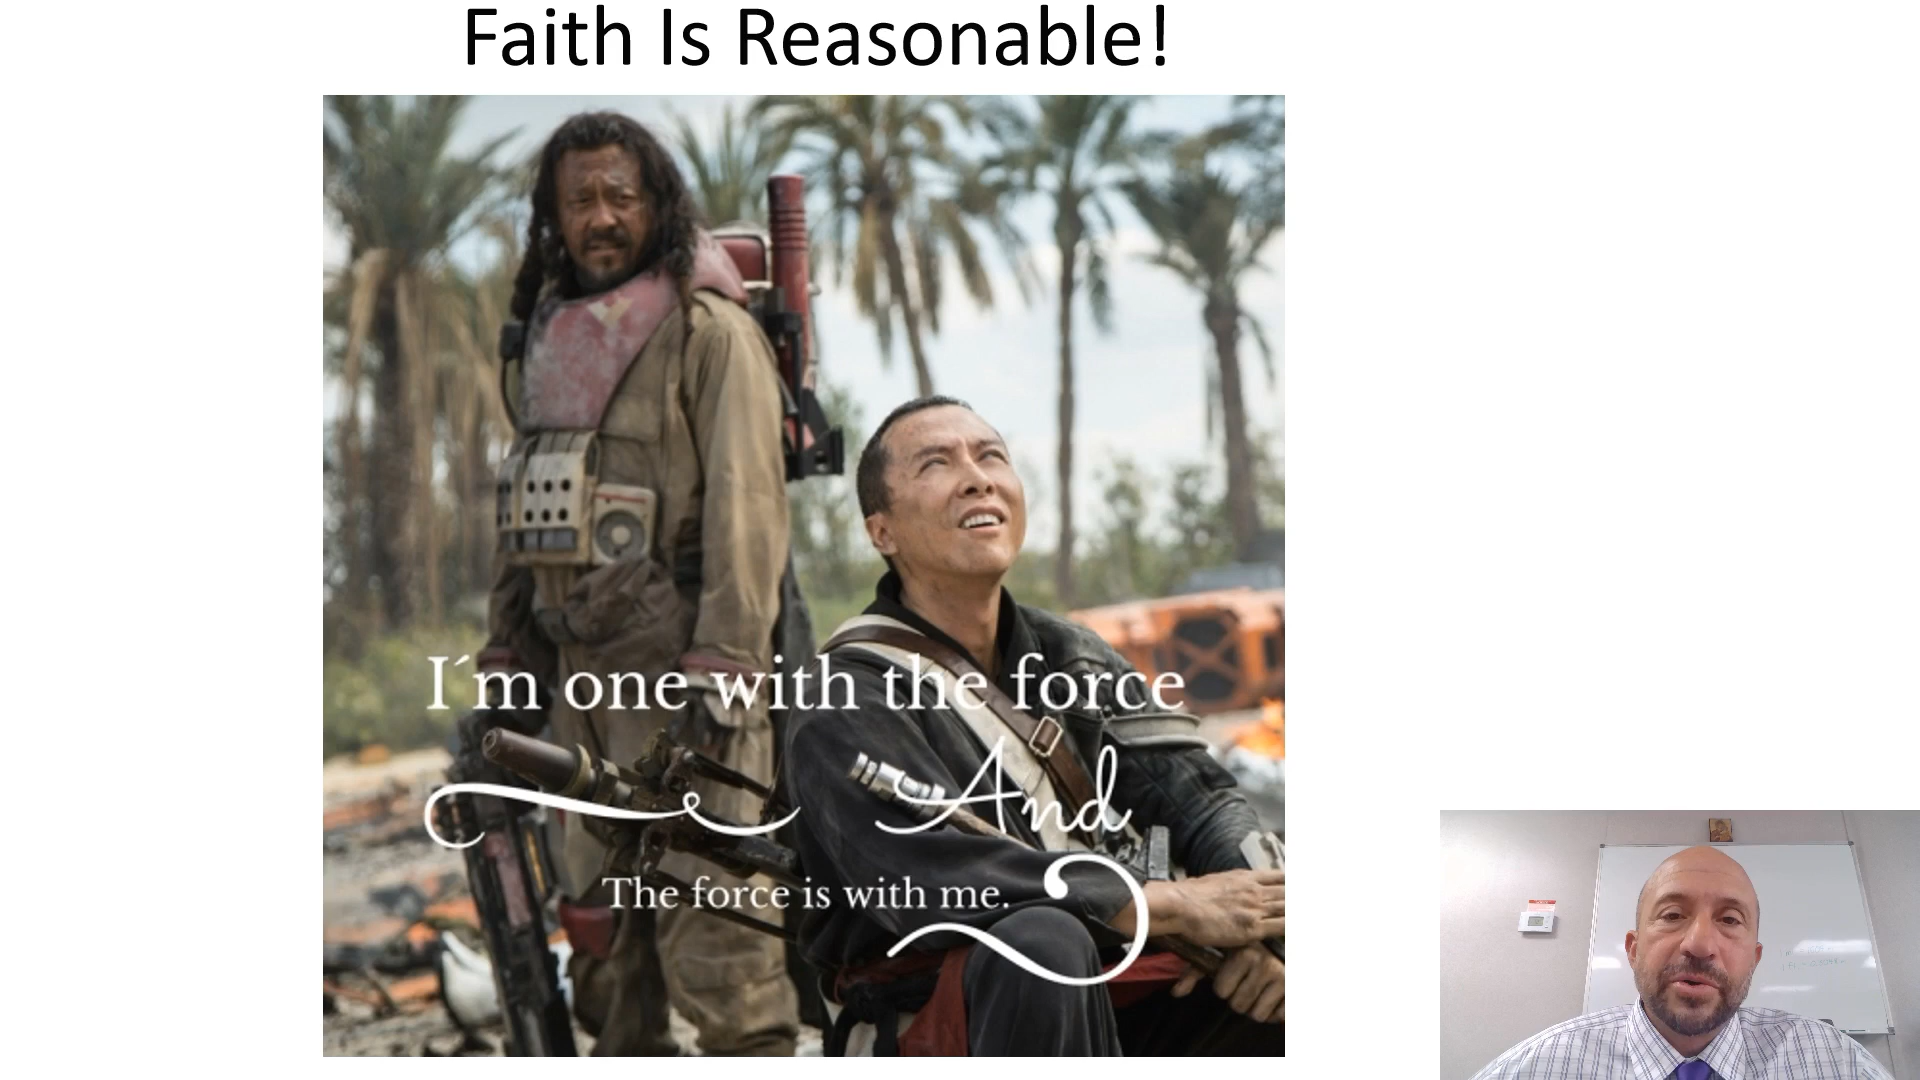 Faith Is Reasonable!
I´m one with the force
And
The force is with me.